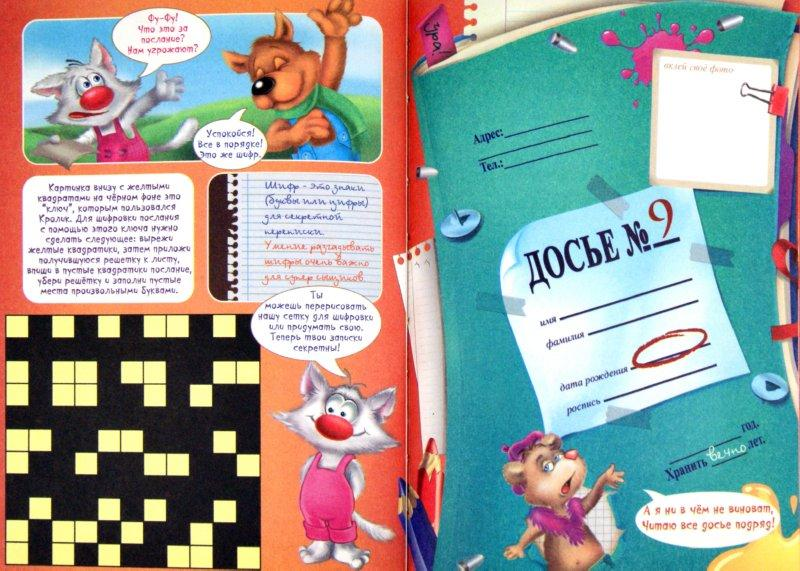 Фу-Фу!
Что это за
послание?
Нам угрожают?
Успокойся!
Все в порядке!
Это же шифр.
Картинка внизу с желтыми
квадратами на чёрном фоне это
"ключ", которым пользовался
Кролик. Для шифровки послания
с помощью этого ключа нужно
сделать следующее: вырежи
желтые квадратики, затем приложи
получившуюся решетку к листу,
впиши в пустые квадратики послание,
убери решётку и заполни пустые
места произвольными буквами.
Шифр - это знаки
(буквы или цифры)
для секретной
переписки.
Умение разгадывать
шифры очень важно
для супер сыщиков.
Ты
можешь перерисовать
нашу сетку для шифровки
или придумать свою.
Теперь твои записки
секретны!
ура!
вклей своё фото
Адрес:
Тел.:
ДОСЬЕ № 9
имя
фамилия
дата рождения
роспись
год.
Хранить вечно лет.
А я ни в чём не виноват,
Читаю все досье подряд!